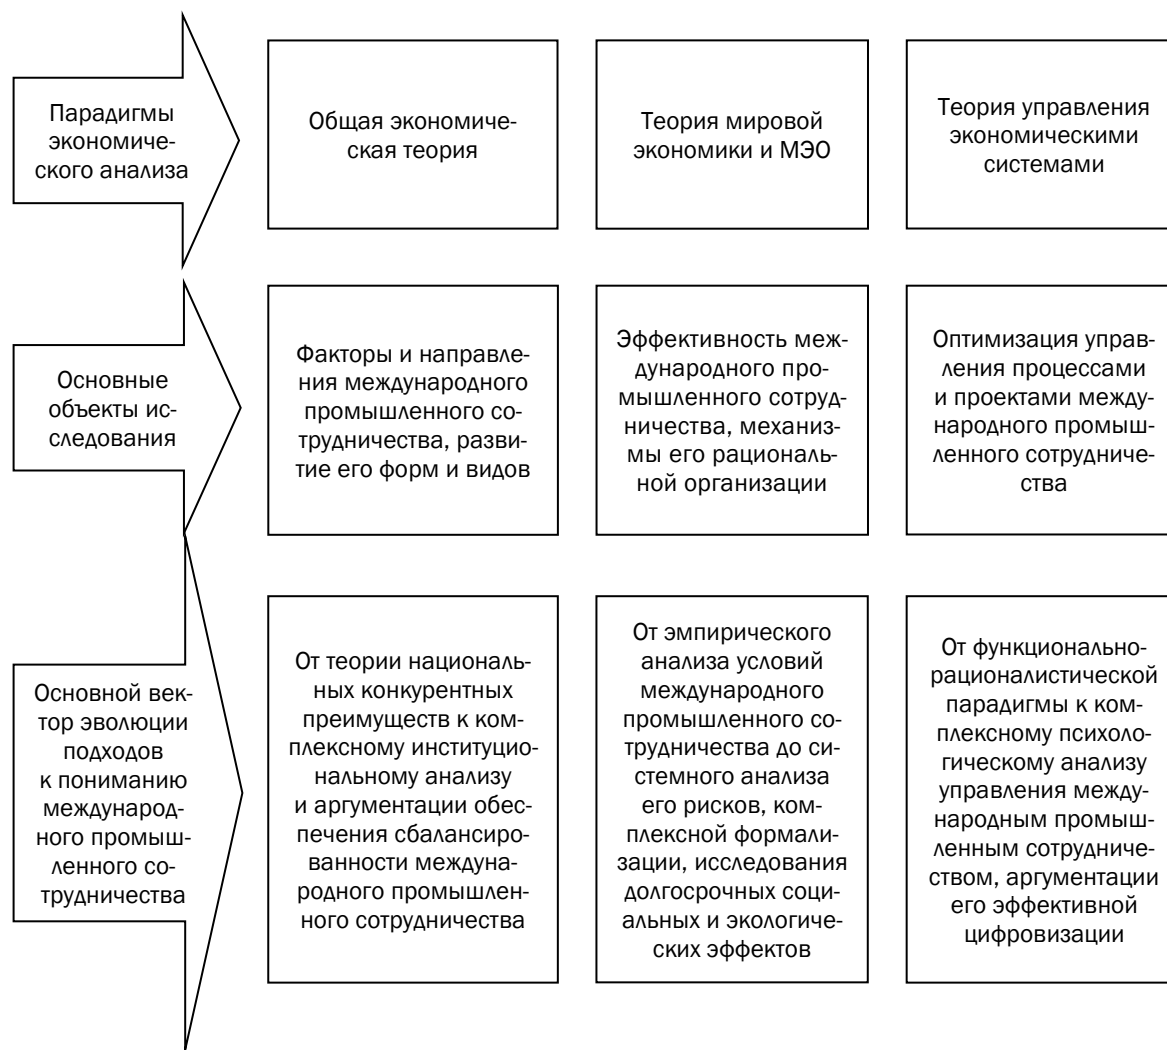 Парадигмы
экономиче-
ского анализа
Общая экономиче-
ская теория
Теория мировой
экономики и МЭО
Теория управления
экономическими
системами
Основные
объекты ис-
следования
Факторы и направле-
ния международного
промышленного со-
трудничества, разви-
тие его форм и видов
Эффективность меж-
дународного про-
мышленного сотруд-
ничества, механиз-
мы его рациональ-
ной организации
Оптимизация управ-
ления процессами
и проектами между-
народного промыш-
ленного сотрудниче-
ства
Основной век-
тор эволюции
подходов
к пониманию
международ-
ного промыш-
ленного со-
трудничества
От теории националь-
ных конкурентных
преимуществ к ком-
плексному институцио-
нальному анализу
и аргументации обес-
печения сбалансиро-
ванности междуна-
родного промышлен-
ного сотрудничества
От эмпирического
анализа условий
международного
промышленного со-
трудничества до си-
стемного анализа
его рисков, ком-
плексной формали-
зации, исследования
долгосрочных соци-
альных и экологиче-
ских эффектов
От функционально-
рационалистической
парадигмы к ком-
плексному психоло-
гическому анализу
управления между-
народным промыш-
ленным сотрудниче-
ством, аргументации
его эффективной
цифровизации